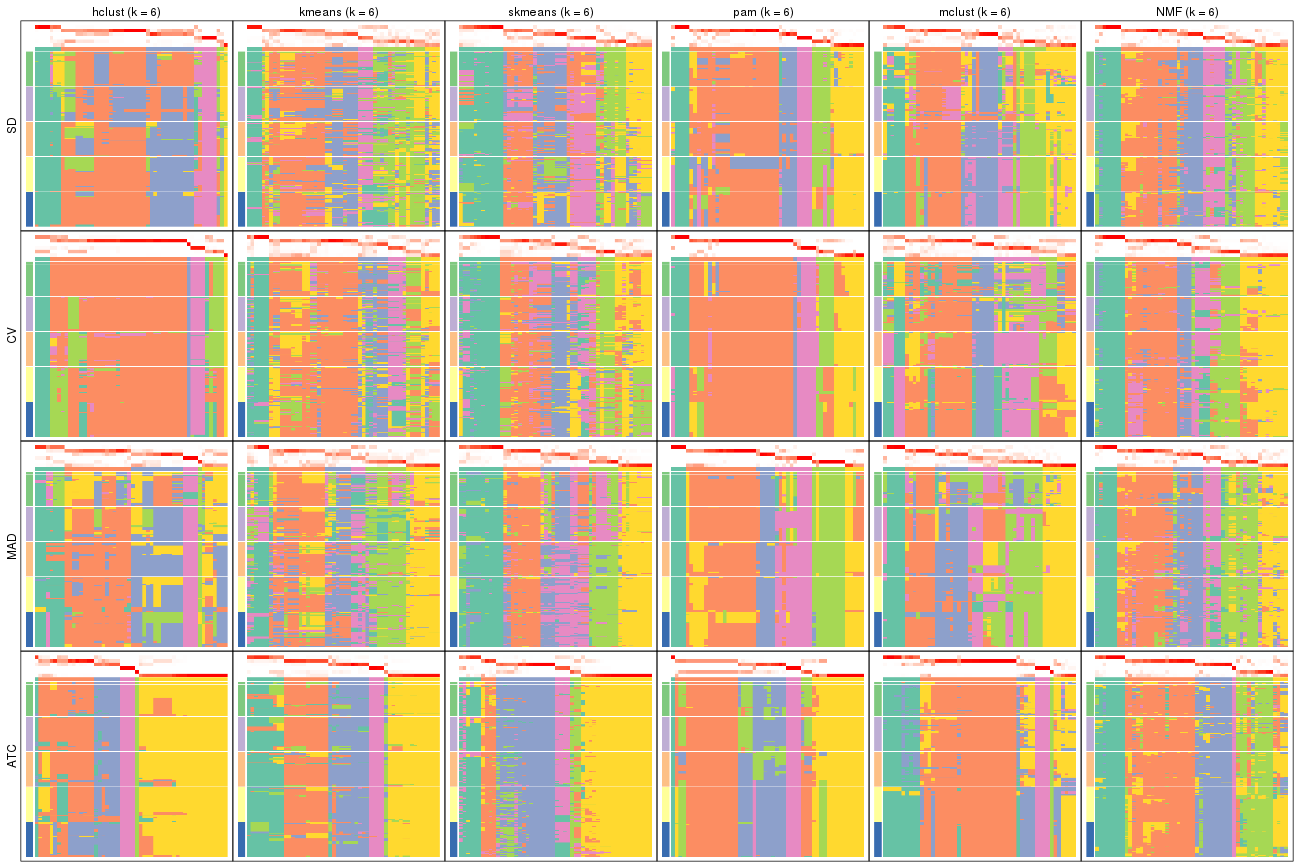 hclust (k = 6) kmeans (k = 6) skmeans (k = 6) pam (k = 6) mclust (k = 6) NMF (k = 6)
SD
CV
MAD
ATC